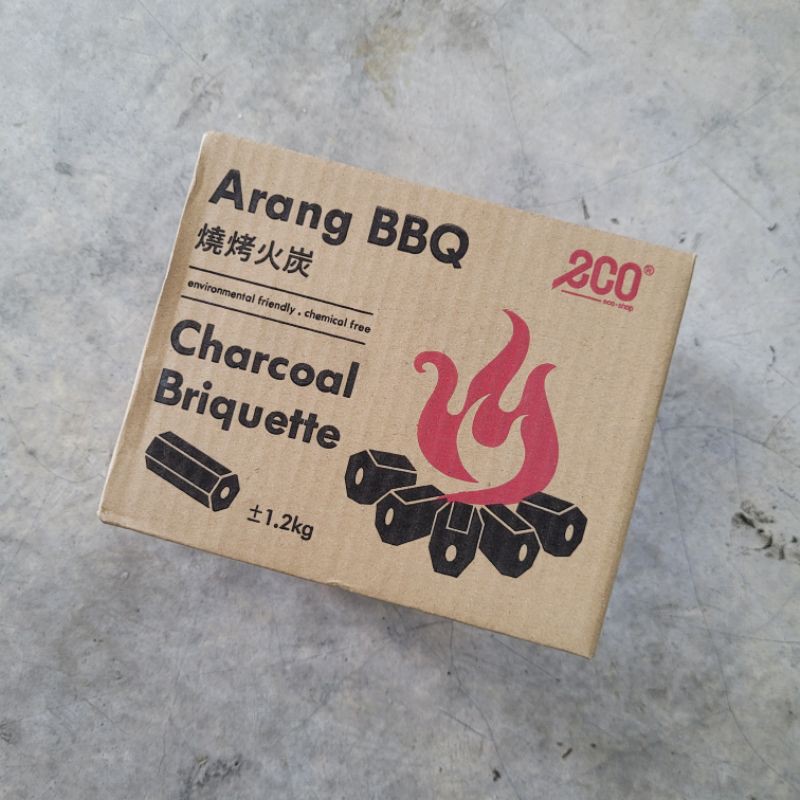 Arang BBQ
燒烤火炭
environmental friendly . chemical free
Charcoal
Briquette
±1.2kg
eco®
eco-shop